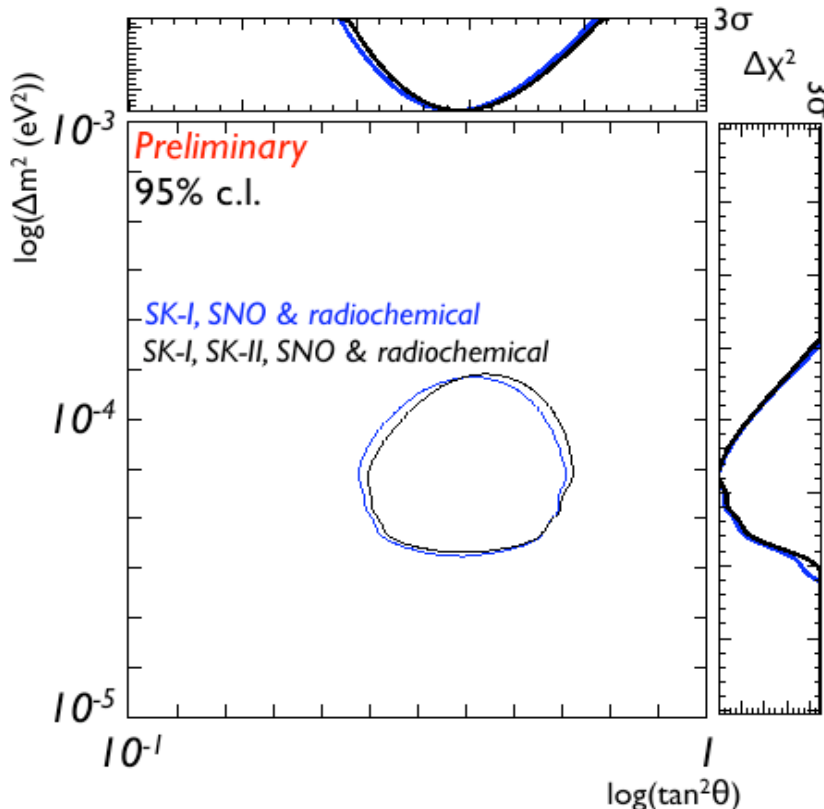 3σ
Δχ²
3σ
log(Δm² (eV²))
10⁻³
Preliminary
95% c.l.
SK-I, SNO & radiochemical
SK-I, SK-II, SNO & radiochemical
10⁻⁴
10⁻⁵
10⁻¹
1
log(tan²θ)